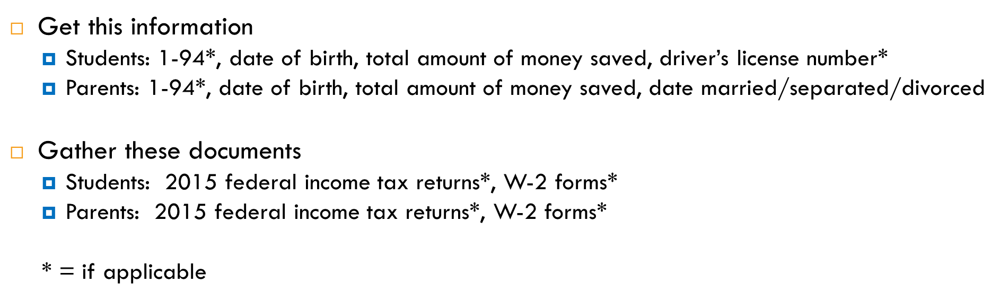 Get this information
Students: 1-94*, date of birth, total amount of money saved, driver’s license number*
Parents: 1-94*, date of birth, total amount of money saved, date married/separated/divorced
Gather these documents
Students: 2015 federal income tax returns*, W-2 forms*
Parents: 2015 federal income tax returns*, W-2 forms*
* = if applicable